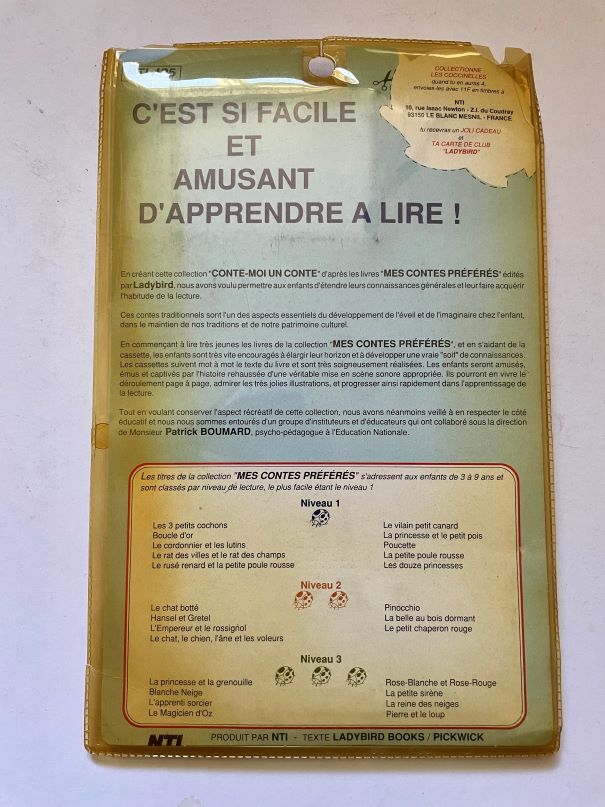 COLLECTIONNE
LES COCCINELLES
quand tu en auras 4,
envoies-les avec 11F en timbres à
NTI
10, rue Isaac Newton - Z.I. du Coudray
93150 LE BLANC MESNIL - FRANCE
tu recevras un JOLI CADEAU
et
TA CARTE DE CLUB
"LADYBIRD"
C'EST SI FACILE
ET
AMUSANT
D'APPRENDRE A LIRE !
En créant cette collection "CONTE-MOI UN CONTE" d'après les livres "MES CONTES PRÉFÉRÉS" édités
par Ladybird, nous avons voulu permettre aux enfants d'étendre leurs connaissances générales et leur faire acquérir
l'habitude de la lecture.
Ces contes traditionnels sont l'un des aspects essentiels du développement de l'éveil et de l'imaginaire chez l'enfant,
dans le maintien de nos traditions et de notre patrimoine culturel.
En commençant à lire très jeunes les livres de la collection "MES CONTES PRÉFÉRÉS", et en s'aidant de la
cassette, les enfants sont très vite encouragés à élargir leur horizon et à développer une vraie "soif" de connaissances.
Les cassettes suivent mot à mot le texte du livre et sont très soigneusement réalisées. Les enfants seront amusés,
émus et captivés par l'histoire rehaussée d'une véritable mise en scène sonore appropriée. Ils pourront en vivre le
déroulement page à page, admirer les très jolies illustrations, et progresser ainsi rapidement dans l'apprentissage de
la lecture.
Tout en voulant conserver l'aspect récréatif de cette collection, nous avons néanmoins veillé à en respecter le côté
éducatif et nous nous sommes entourés d'un groupe d'instituteurs et d'éducateurs qui ont collaboré sous la direction
de Monsieur Patrick BOUMARD, psycho-pédagogue à l'Education Nationale.
Les titres de la collection "MES CONTES PRÉFÉRÉS" s'adressent aux enfants de 3 à 9 ans et
sont classés par niveau de lecture, le plus facile étant le niveau 1
Niveau 1
Les 3 petits cochons
Boucle d'or
Le cordonnier et les lutins
Le rat des villes et le rat des champs
Le rusé renard et la petite poule rousse
Le vilain petit canard
La princesse et le petit pois
Poucette
La petite poule rousse
Les douze princesses
Niveau 2
Le chat botté
Hansel et Gretel
L'Empereur et le rossignol
Le chat, le chien, l'âne et les voleurs
Pinocchio
La belle au bois dormant
Le petit chaperon rouge
Niveau 3
La princesse et la grenouille
Blanche Neige
L'apprenti sorcier
Le Magicien d'Oz
Rose-Blanche et Rose-Rouge
La petite sirène
La reine des neiges
Pierre et le loup
NTI PRODUIT PAR NTI - TEXTE LADYBIRD BOOKS / PICKWICK